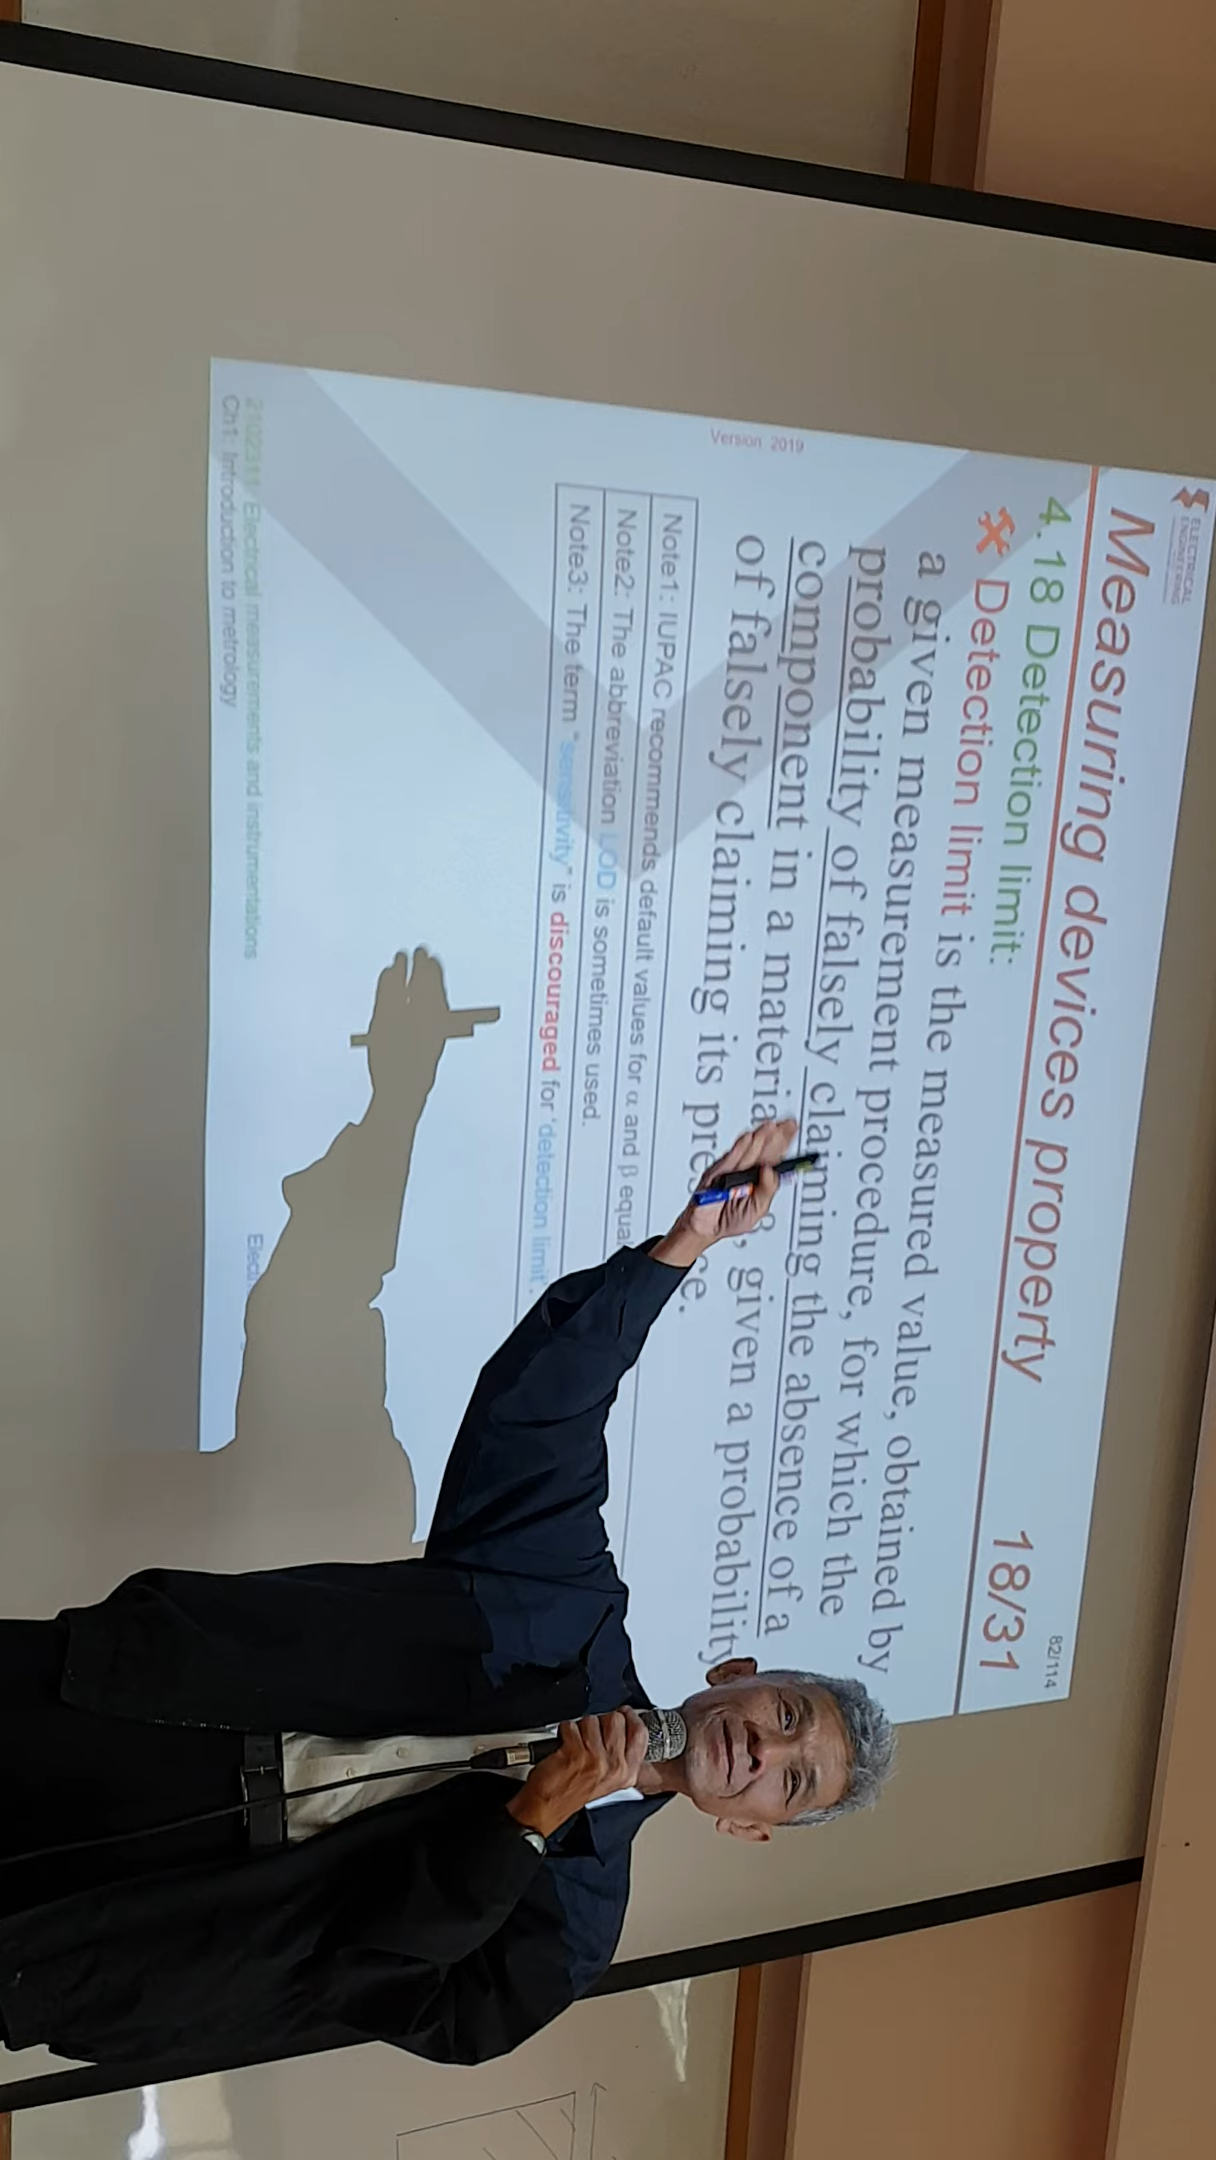 ELECTRICAL
ENGINEERING
82/114
Measuring devices property 18/31
4.18 Detection limit:
Detection limit is the measured value, obtained by
a given measurement procedure, for which the
probability of falsely claiming the absence of a
component in a material is β, given a probability
of falsely claiming its presence.
Note1: IUPAC recommends default values for α and β equal
Note2: The abbreviation LOD is sometimes used.
Note3: The term "sensitivity" is discouraged for 'detection limit'.
Version 2019
2102311 Electrical measurements and instrumentations
Ch1: Introduction to metrology